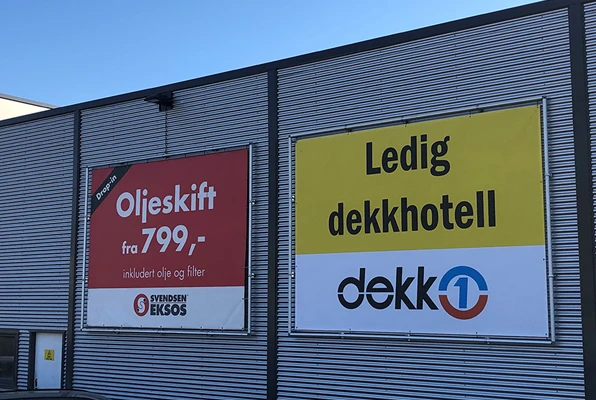 Drop-in
Oljeskift
fra 799,-
inkludert olje og filter
SVENDSEN
EKSOS
Ledig
dekkhotell
dekk1